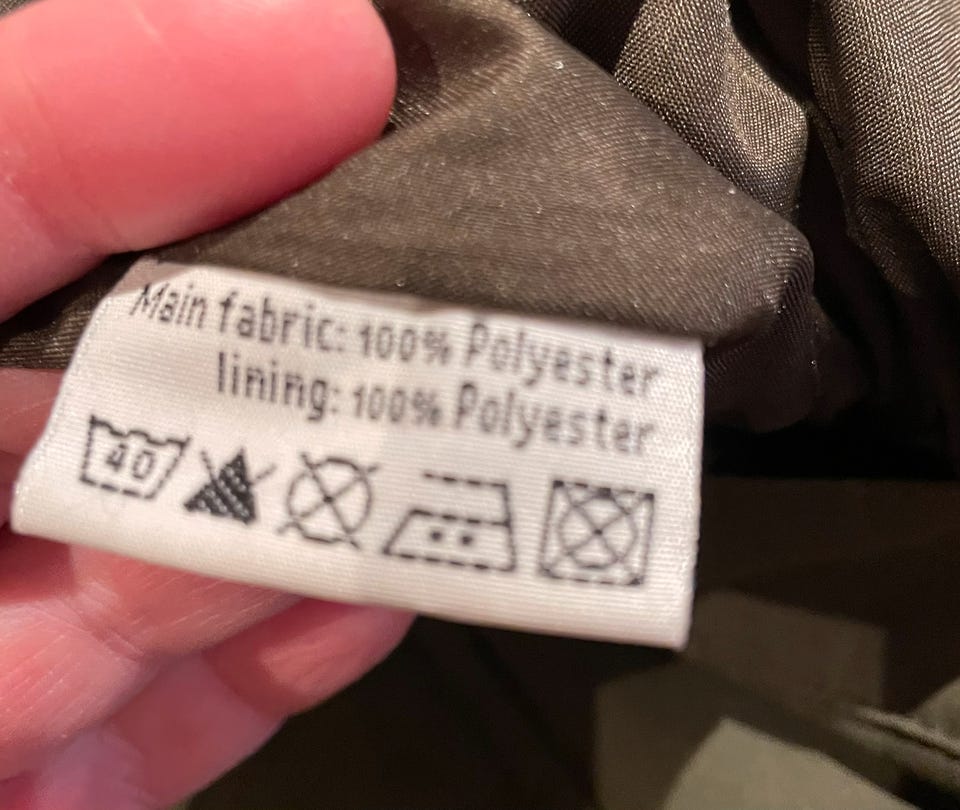 Main fabric: 100% Polyester
lining: 100% Polyester
40